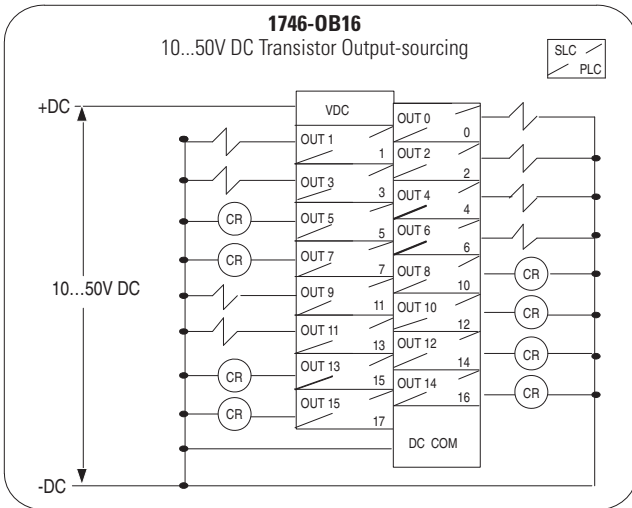 1746-OB16
10...50V DC Transistor Output-sourcing
SLC
PLC
+DC
VDC
OUT 0
0
OUT 1
1
OUT 2
2
OUT 3
3
OUT 4
4
CR
OUT 5
5
OUT 6
6
CR
OUT 7
7
OUT 8
10
CR
10...50V DC
OUT 9
11
OUT 10
12
CR
OUT 11
13
OUT 12
14
CR
CR
OUT 13
15
OUT 14
16
CR
CR
OUT 15
17
DC COM
-DC